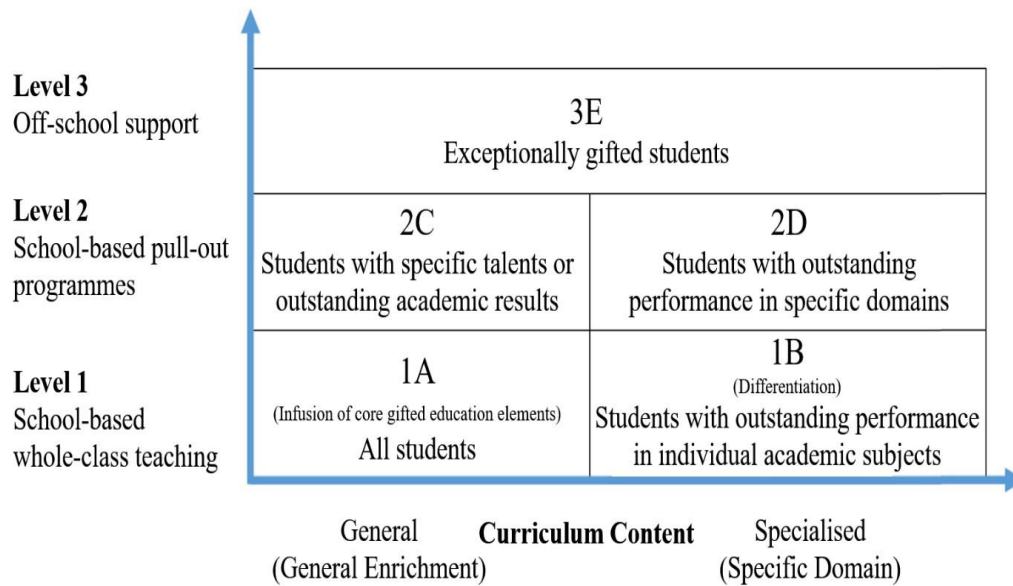 Level 3
Off-school support
3E
Exceptionally gifted students
Level 2
School-based pull-out
programmes
2C
Students with specific talents or
outstanding academic results
2D
Students with outstanding
performance in specific domains
Level 1
School-based
whole-class teaching
1A
(Infusion of core gifted education elements)
All students
1B
(Differentiation)
Students with outstanding performance
in individual academic subjects
General
(General Enrichment)
Curriculum Content
Specialised
(Specific Domain)